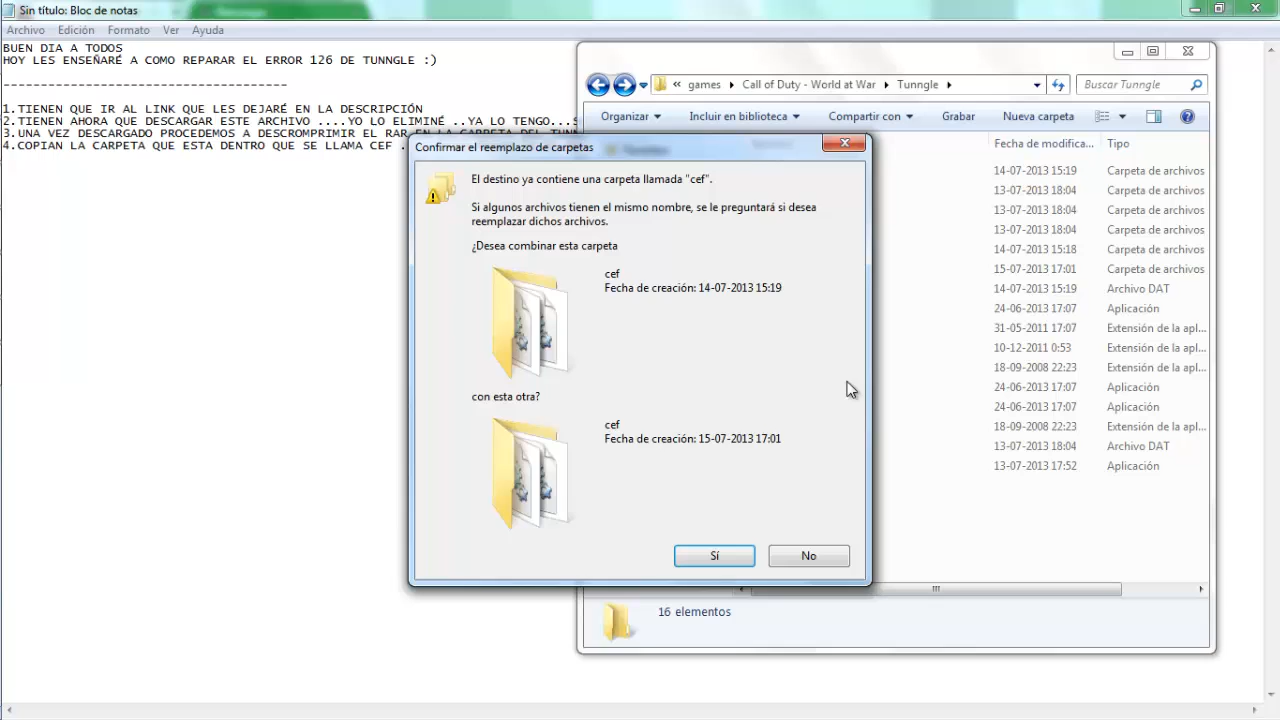 Sin título: Bloc de notas
Archivo Edición Formato Ver Ayuda
BUEN DIA A TODOS
HOY LES ENSEÑARÉ A COMO REPARAR EL ERROR 126 DE TUNNGLE :)
------------------------------------
1.TIENEN QUE IR AL LINK QUE LES DEJARÉ EN LA DESCRIPCIÓN
2.TIENEN AHORA QUE DESCARGAR ESTE ARCHIVO ....YO LO ELIMINÉ ..YA LO TENGO...S
3.UNA VEZ DESCARGADO PROCEDEMOS A DESCROMPRIMIR EL RAR EN LA CARPETA DEL TUNN
4.COPIAN LA CARPETA QUE ESTA DENTRO QUE SE LLAMA CEF .
« games Call of Duty - World at War Tunngle
Buscar Tunngle
Organizar Incluir en biblioteca Compartir con Grabar Nueva carpeta
Fecha de modifica... Tipo
14-07-2013 15:19 Carpeta de archivos
13-07-2013 18:04 Carpeta de archivos
13-07-2013 18:04 Carpeta de archivos
13-07-2013 18:04 Carpeta de archivos
14-07-2013 15:18 Carpeta de archivos
15-07-2013 17:01 Carpeta de archivos
14-07-2013 15:19 Archivo DAT
24-06-2013 17:07 Aplicación
31-05-2011 17:07 Extensión de la apl...
10-12-2011 0:53 Extensión de la apl...
18-09-2008 22:23 Extensión de la apl...
24-06-2013 17:07 Aplicación
24-06-2013 17:07 Aplicación
18-09-2008 22:23 Extensión de la apl...
13-07-2013 18:04 Archivo DAT
13-07-2013 17:52 Aplicación
16 elementos
Confirmar el reemplazo de carpetas
El destino ya contiene una carpeta llamada "cef".
Si algunos archivos tienen el mismo nombre, se le preguntará si desea
reemplazar dichos archivos.
¿Desea combinar esta carpeta
cef
Fecha de creación: 14-07-2013 15:19
con esta otra?
cef
Fecha de creación: 15-07-2013 17:01
Sí No